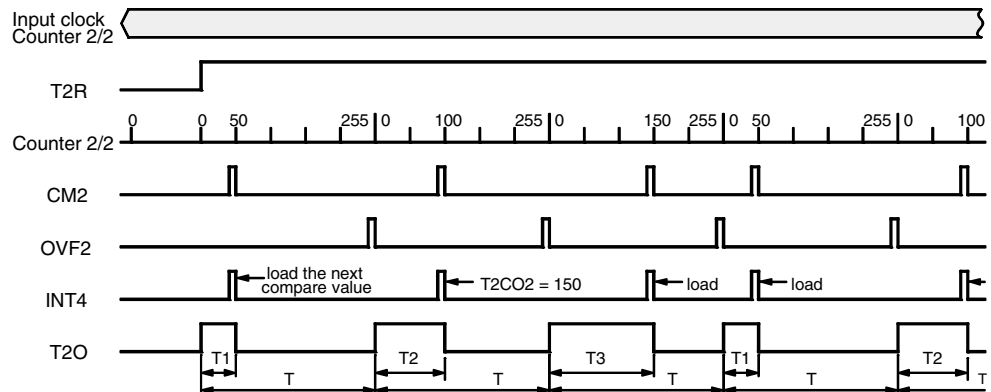 Input clock
Counter 2/2
T2R
0 0 50 255 0 100 255 0 150 255 0 50 255 0 100
Counter 2/2
CM2
OVF2
INT4
load the next
compare value
T2CO2 = 150
load
load
T2O
T1 T2 T3 T1 T2
T T T T T